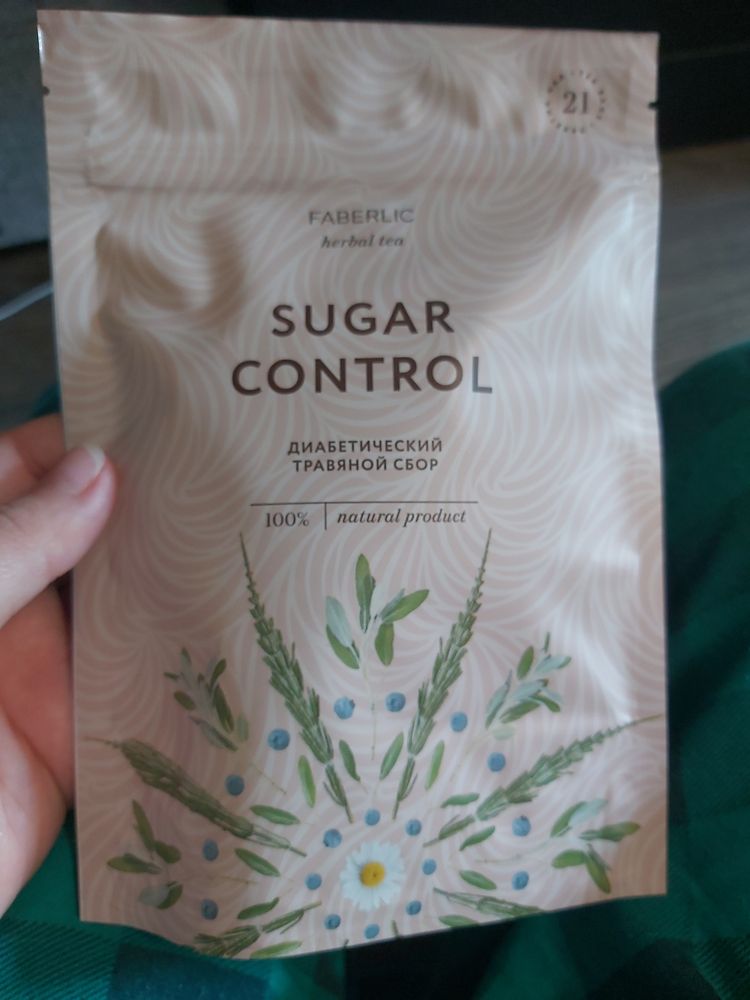 21
FABERLIC
herbal tea
SUGAR
CONTROL
ДИАБЕТИЧЕСКИЙ
ТРАВЯНОЙ СБОР
100% natural product